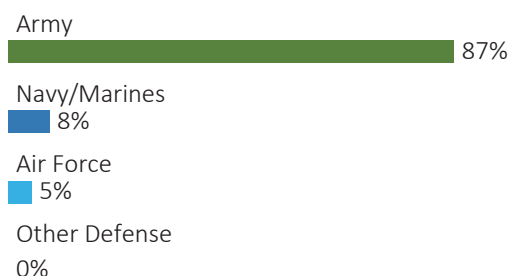 Army
87%
Navy/Marines
8%
Air Force
5%
Other Defense
0%